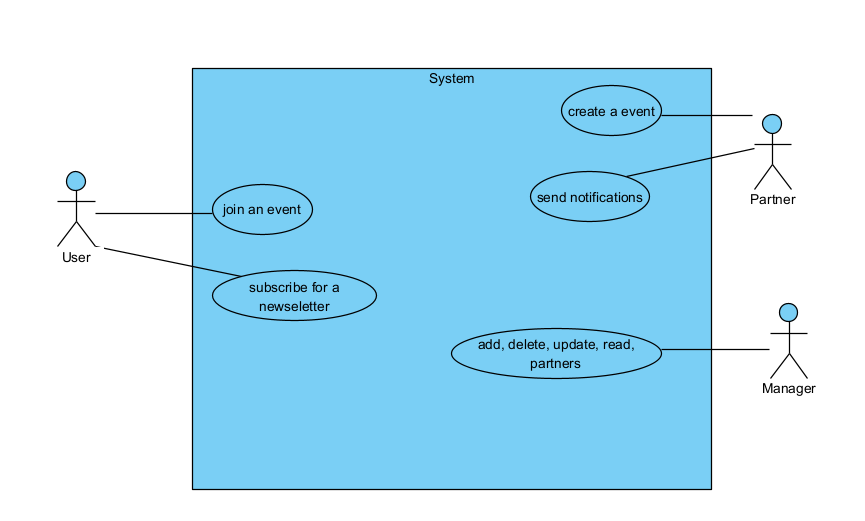 System
create a event
send notifications
Partner
join an event
User
subscribe for a
newseletter
add, delete, update, read,
partners
Manager